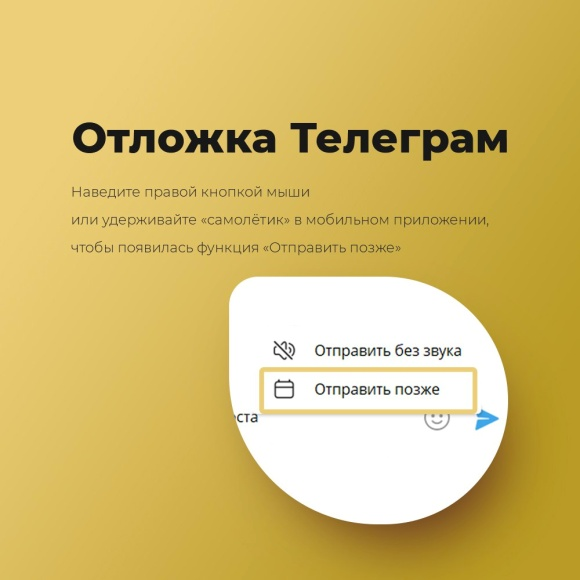 Отложка Телеграм
Наведите правой кнопкой мыши
или удерживайте «самолётик» в мобильном приложении,
чтобы появилась функция «Отправить позже»
Отправить без звука
Отправить позже
ста